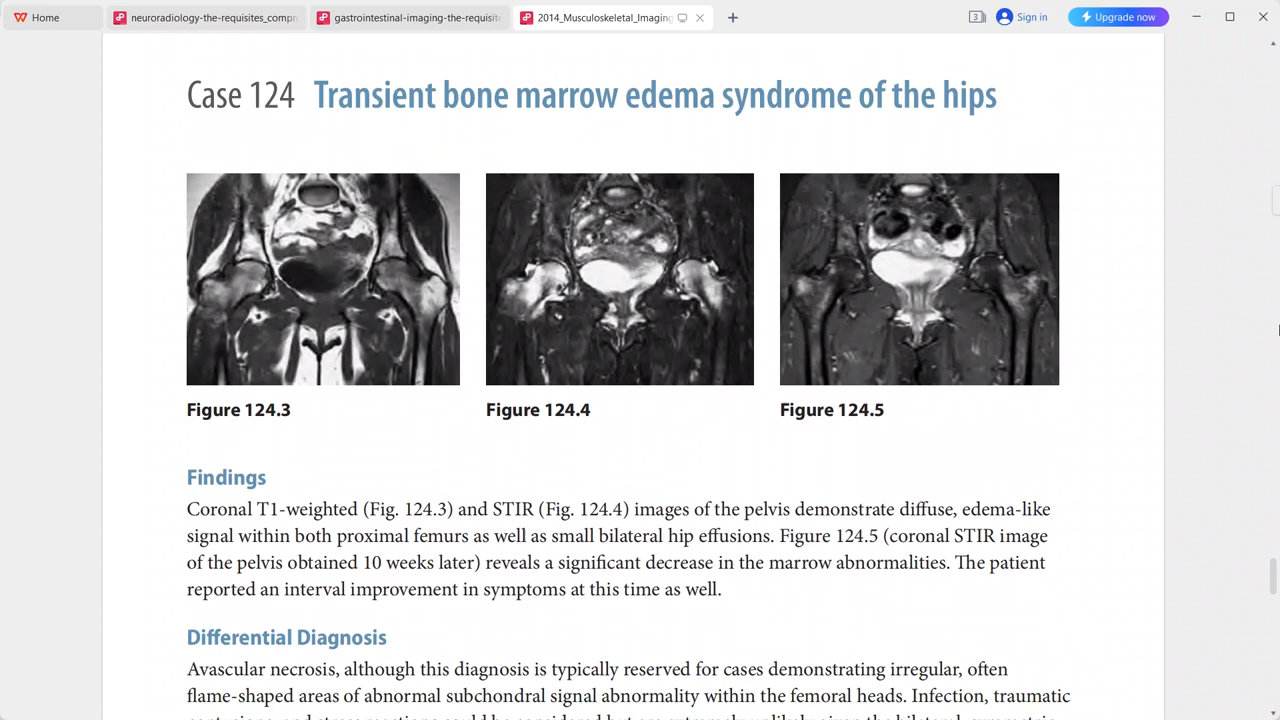 Home
neuroradiology-the-requisites_compr
gastrointestinal-imaging-the-requisite
2014_Musculoskeletal_Imaging
3
Sign in
Upgrade now
Case 124 Transient bone marrow edema syndrome of the hips
Figure 124.3
Figure 124.4
Figure 124.5
Findings
Coronal T1-weighted (Fig. 124.3) and STIR (Fig. 124.4) images of the pelvis demonstrate diffuse, edema-like
signal within both proximal femurs as well as small bilateral hip effusions. Figure 124.5 (coronal STIR image
of the pelvis obtained 10 weeks later) reveals a significant decrease in the marrow abnormalities. The patient
reported an interval improvement in symptoms at this time as well.
Differential Diagnosis
Avascular necrosis, although this diagnosis is typically reserved for cases demonstrating irregular, often
flame-shaped areas of abnormal subchondral signal abnormality within the femoral heads. Infection, traumatic